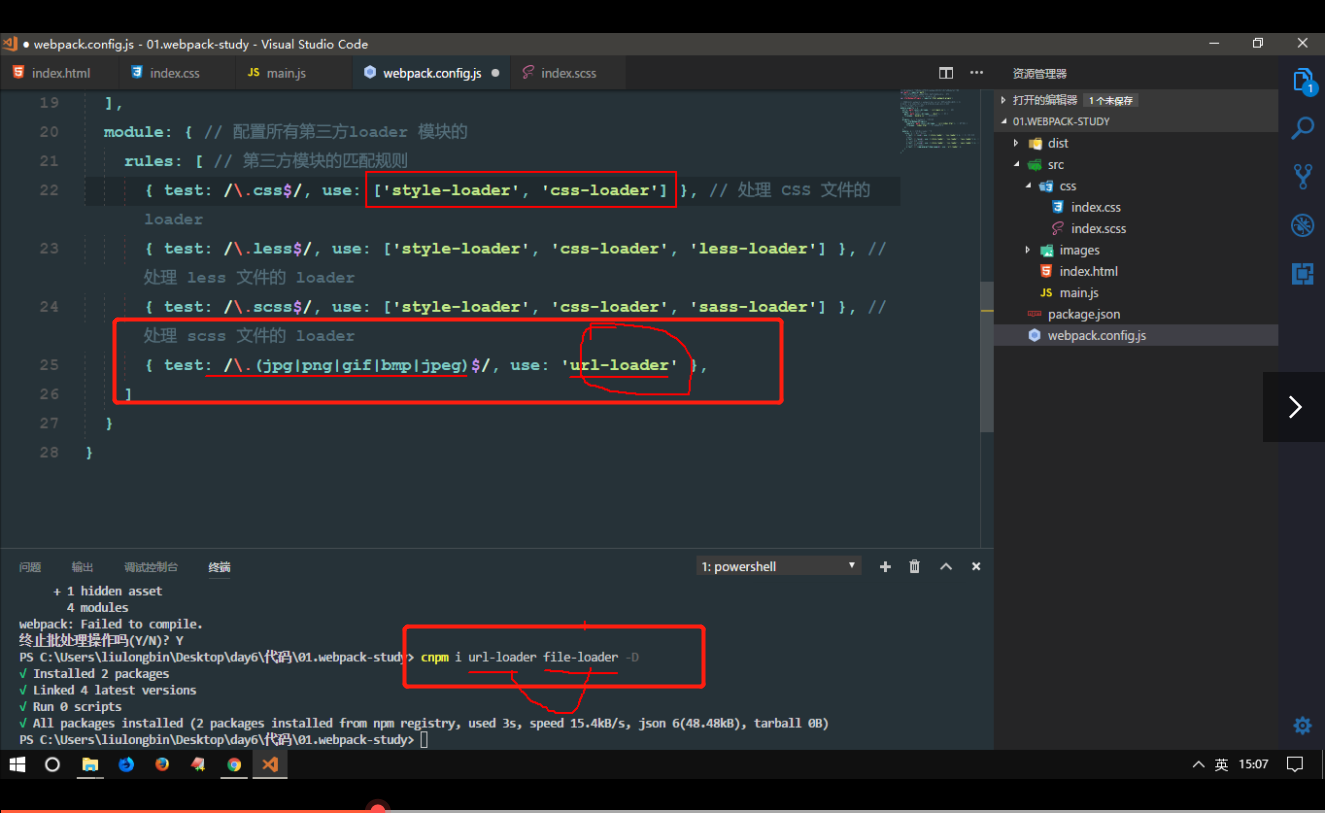 webpack.config.js - 01.webpack-study - Visual Studio Code
index.html index.css JS main.js webpack.config.js index.scss
资源管理器
打开的编辑器 1 个未保存
01.WEBPACK-STUDY
dist
src
css
index.css
index.scss
images
index.html
JS main.js
package.json
webpack.config.js
1
19 ],
20 module: { // 配置所有第三方loader 模块的
21 rules: [ // 第三方模块的匹配规则
22 { test: /\.css$/, use: ['style-loader', 'css-loader'] }, // 处理 css 文件的
loader
23 { test: /\.less$/, use: ['style-loader', 'css-loader', 'less-loader'] }, //
处理 less 文件的 loader
24 { test: /\.scss$/, use: ['style-loader', 'css-loader', 'sass-loader'] }, //
处理 scss 文件的 loader
25 { test: /\.(jpg|png|gif|bmp|jpeg)$/, use: 'url-loader' },
26 ]
27 }
28 }
问题 输出 调试控制台 终端 1: powershell
+ 1 hidden asset
4 modules
webpack: Failed to compile.
终止批处理操作吗(Y/N)? Y
PS C:\Users\liulongbin\Desktop\day6\代码\01.webpack-study> cnpm i url-loader file-loader -D
√ Installed 2 packages
√ Linked 4 latest versions
√ Run 0 scripts
√ All packages installed (2 packages installed from npm registry, used 3s, speed 15.4kB/s, json 6(48.48kB), tarball 0B)
PS C:\Users\liulongbin\Desktop\day6\代码\01.webpack-study>
英 15:07